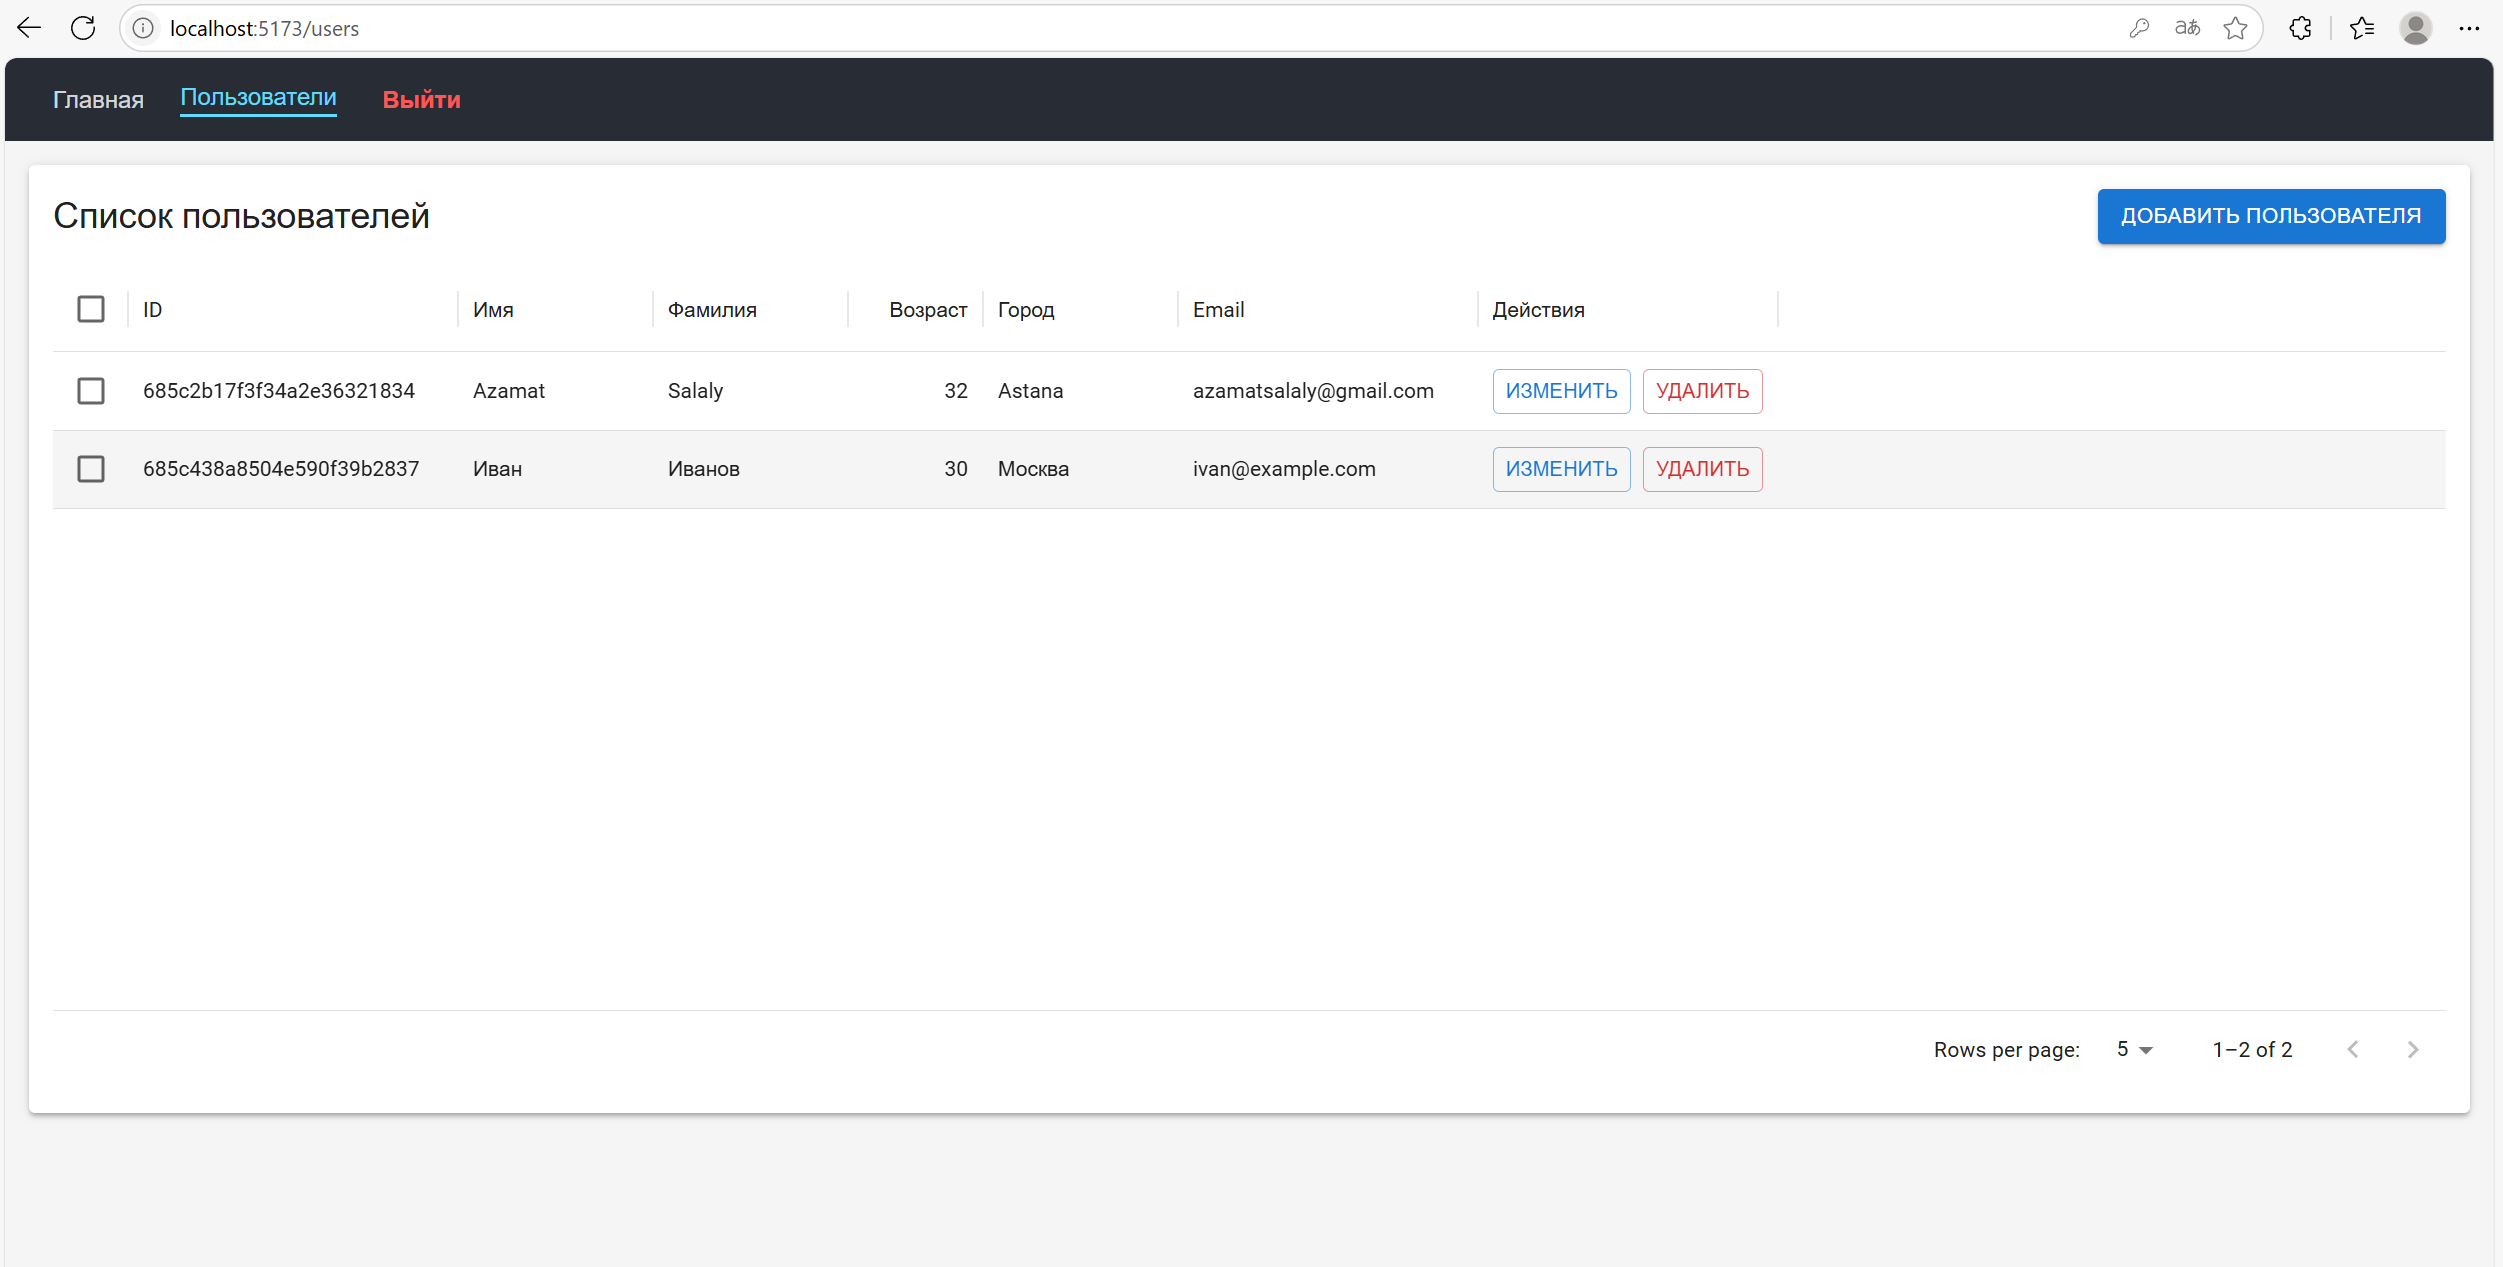 localhost:5173/users
Главная Пользователи Выйти
Список пользователей ДОБАВИТЬ ПОЛЬЗОВАТЕЛЯ
ID Имя Фамилия Возраст Город Email Действия
685c2b17f3f34a2e36321834 Azamat Salaly 32 Astana azamatsalaly@gmail.com ИЗМЕНИТЬ УДАЛИТЬ
685c438a8504e590f39b2837 Иван Иванов 30 Москва ivan@example.com ИЗМЕНИТЬ УДАЛИТЬ
Rows per page: 5 1–2 of 2